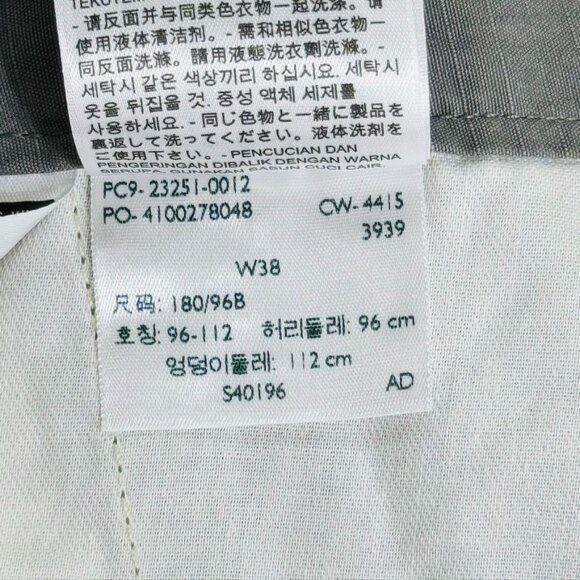 - 请反面并与同类色衣物一起洗涤。请
使用液体清洁剂。- 需和相似色衣物一
同反面洗滌。請用液態洗衣劑洗滌。-
세탁시 같은 색상끼리 하십시요. 세탁시
옷을 뒤집을 것. 중성 액체 세제를
사용하세요. - 同じ色物と一緒に製品を
裏返して洗ってください。液体洗剤を
ご使用下さい。- PENCUCIAN DAN
PENGERINGAN DIBALIK DENGAN WARNA
SERUPA, GUNAKAN SABUN CUCI CAIR.
PC9- 23251-0012
PO- 4100278048 CW- 4415
3939
W38
尺码: 180/96B
호칭: 96-112 허리둘레: 96 cm
엉덩이둘레: 112 cm
S40196 AD